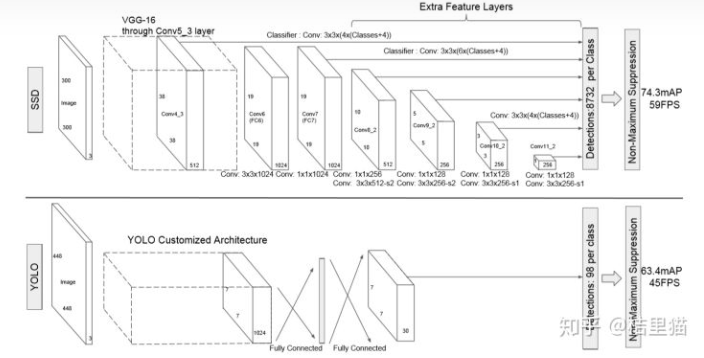 VGG-16
through Conv5_3 layer
Extra Feature Layers
Classifier : Conv: 3x3x(4x(Classes+4))
Classifier : Conv: 3x3x(6x(Classes+4))
SSD
300
Image
300
3
38
Conv4_3
38
512
19
Conv6
(FC6)
19
1024
19
Conv7
(FC7)
19
1024
10
Conv8_2
10
512
5
Conv9_2
5
256
Conv: 3x3x(4x(Classes+4))
3
Conv10_2
3
256
Conv11_2
256
Conv: 3x3x1024
Conv: 1x1x1024
Conv: 1x1x256
Conv: 3x3x512-s2
Conv: 1x1x128
Conv: 3x3x256-s2
Conv: 1x1x128
Conv: 3x3x256-s1
Conv: 1x1x128
Conv: 3x3x256-s1
Detections:8732 per Class
Non-Maximum Suppression
74.3mAP
59FPS
YOLO
448
Image
448
3
YOLO Customized Architecture
7
7
1024
Fully Connected
Fully Connected
7
7
30
Detections: 98 per class
Non-Maximum Suppression
63.4mAP
45FPS
知乎